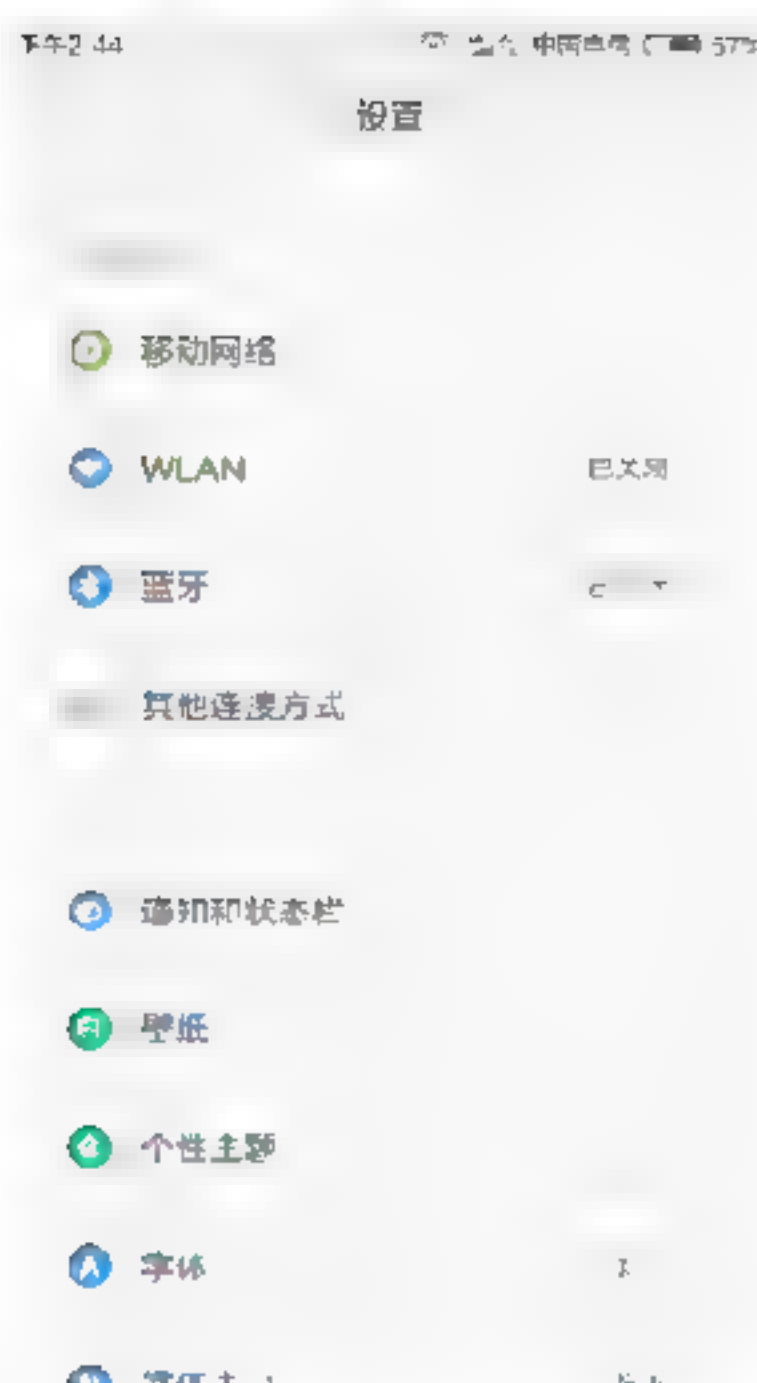 下午2:44 中国电信 57%
设置
移动网络
WLAN 已关闭
蓝牙
其他连接方式
通知和状态栏
壁纸
个性主题
字体